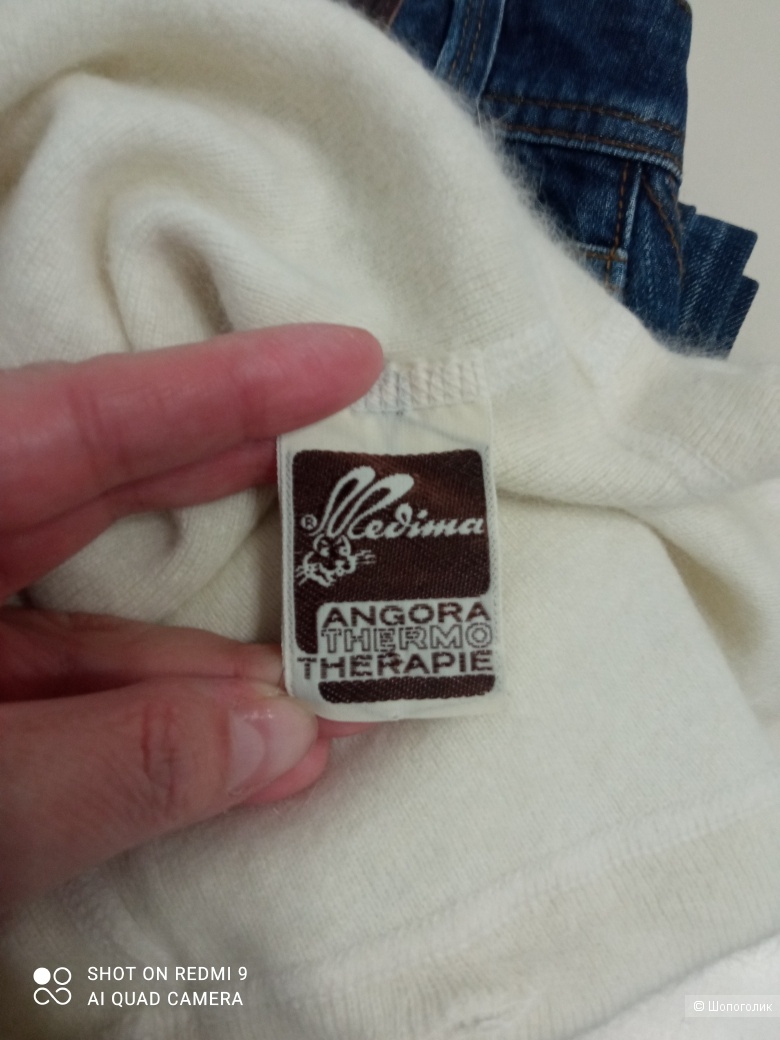 ® Medima
ANGORA
THERMO
THERAPIE
SHOT ON REDMI 9
AI QUAD CAMERA
© Шопоголик